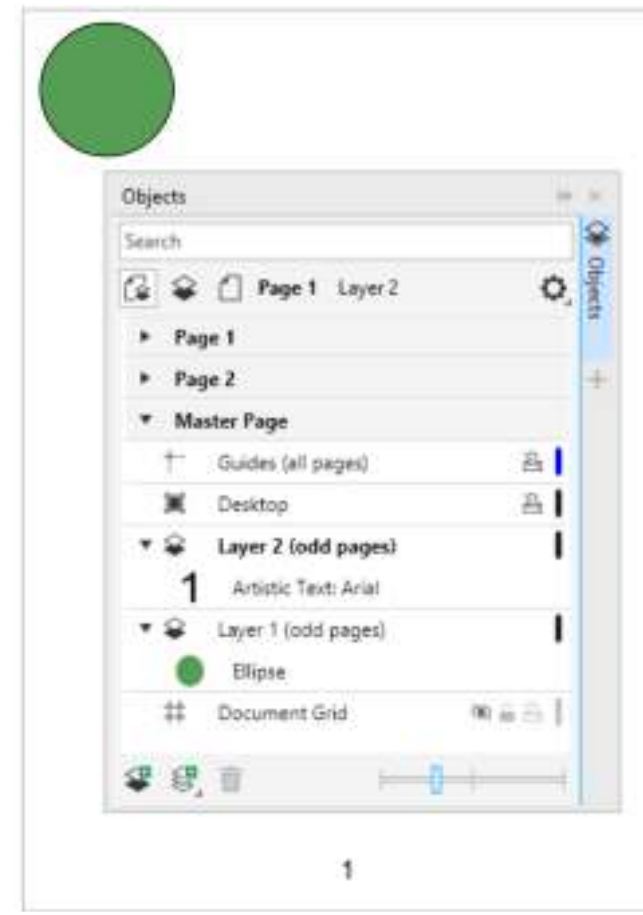 Objects
Search
Page 1 Layer 2
Objects
Page 1
Page 2
Master Page
Guides (all pages)
Desktop
Layer 2 (odd pages)
1 Artistic Text: Arial
Layer 1 (odd pages)
Ellipse
Document Grid
1